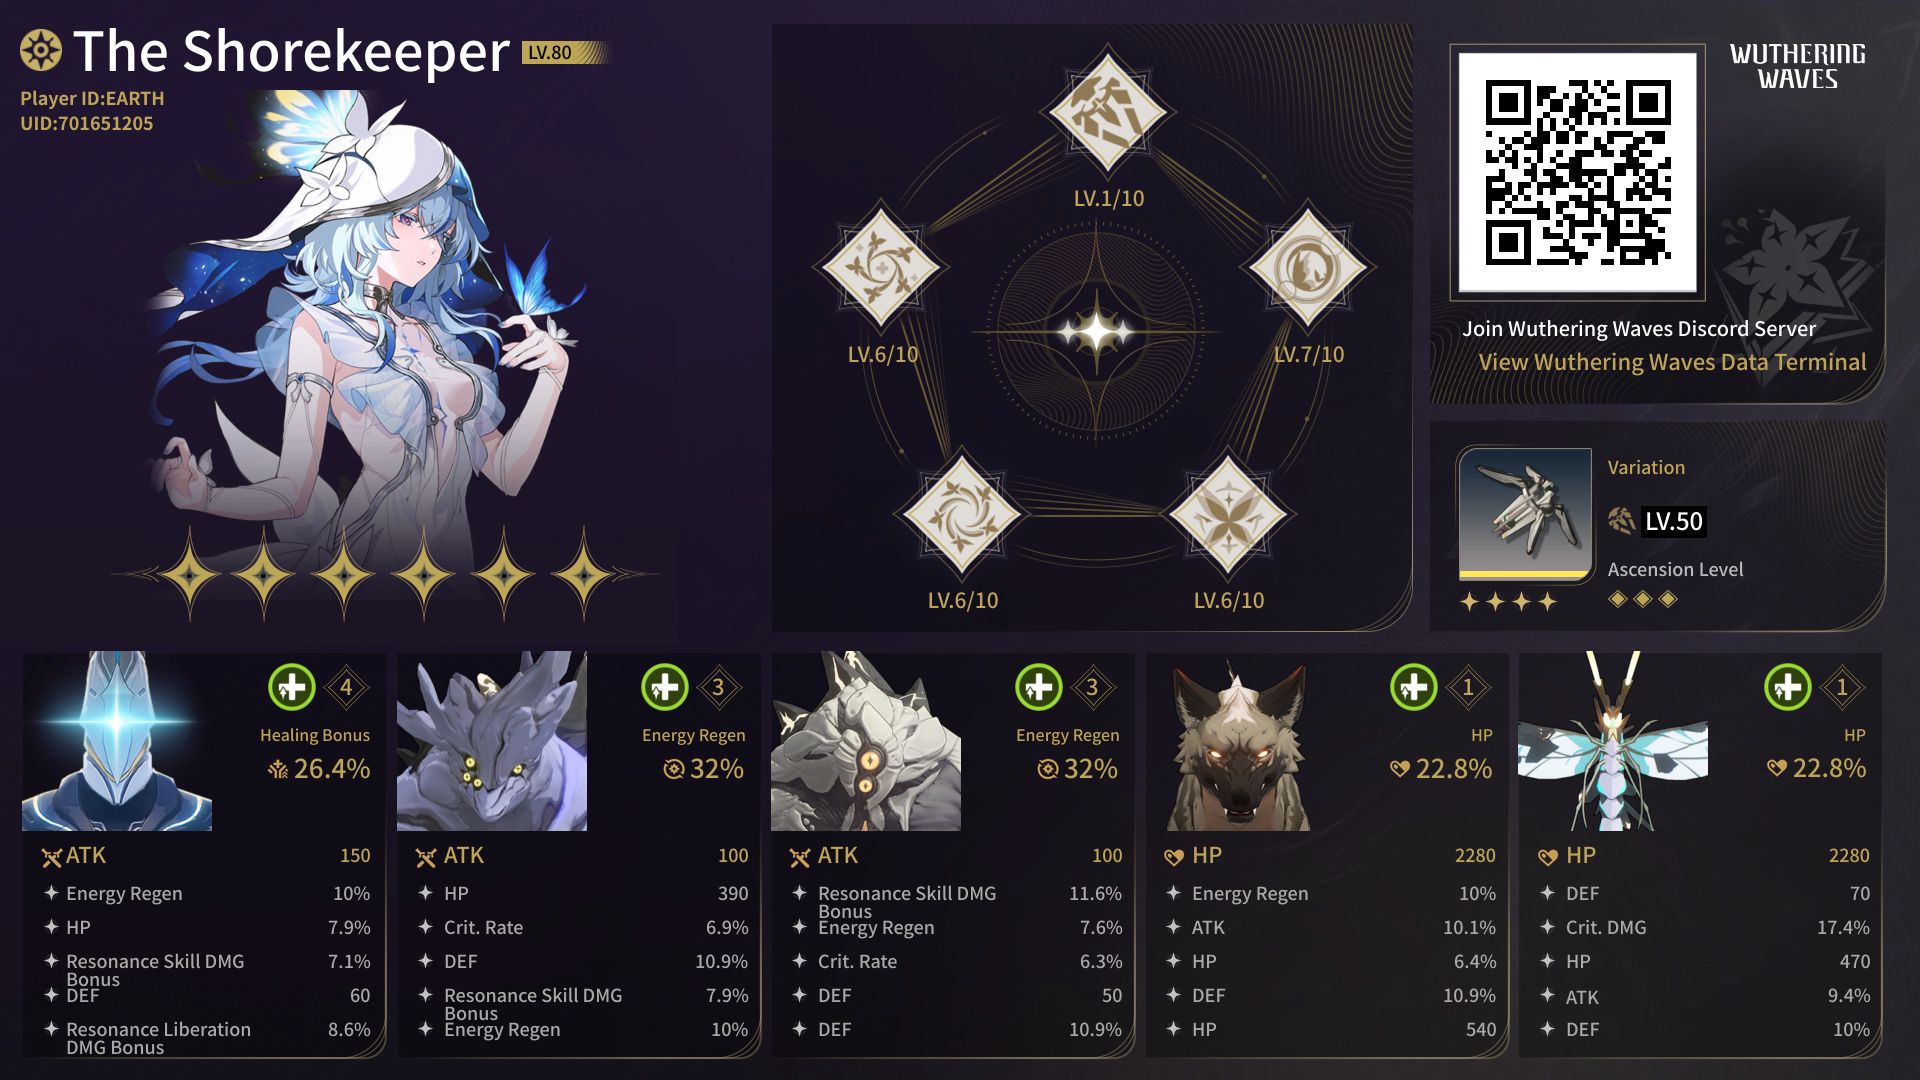 The Shorekeeper LV.80
Player ID:EARTH
UID:701651205
LV.1/10
LV.6/10
LV.7/10
LV.6/10
LV.6/10
WUTHERING
WAVES
Join Wuthering Waves Discord Server
View Wuthering Waves Data Terminal
Variation
LV.50
Ascension Level
4
Healing Bonus
26.4%
ATK 150
Energy Regen 10%
HP 7.9%
Resonance Skill DMG 7.1%
Bonus
DEF 60
Resonance Liberation 8.6%
DMG Bonus
3
Energy Regen
32%
ATK 100
HP 390
Crit. Rate 6.9%
DEF 10.9%
Resonance Skill DMG 7.9%
Bonus
Energy Regen 10%
3
Energy Regen
32%
ATK 100
Resonance Skill DMG 11.6%
Bonus
Energy Regen 7.6%
Crit. Rate 6.3%
DEF 50
DEF 10.9%
1
HP
22.8%
HP 2280
Energy Regen 10%
ATK 10.1%
HP 6.4%
DEF 10.9%
HP 540
1
HP
22.8%
HP 2280
DEF 70
Crit. DMG 17.4%
HP 470
ATK 9.4%
DEF 10%